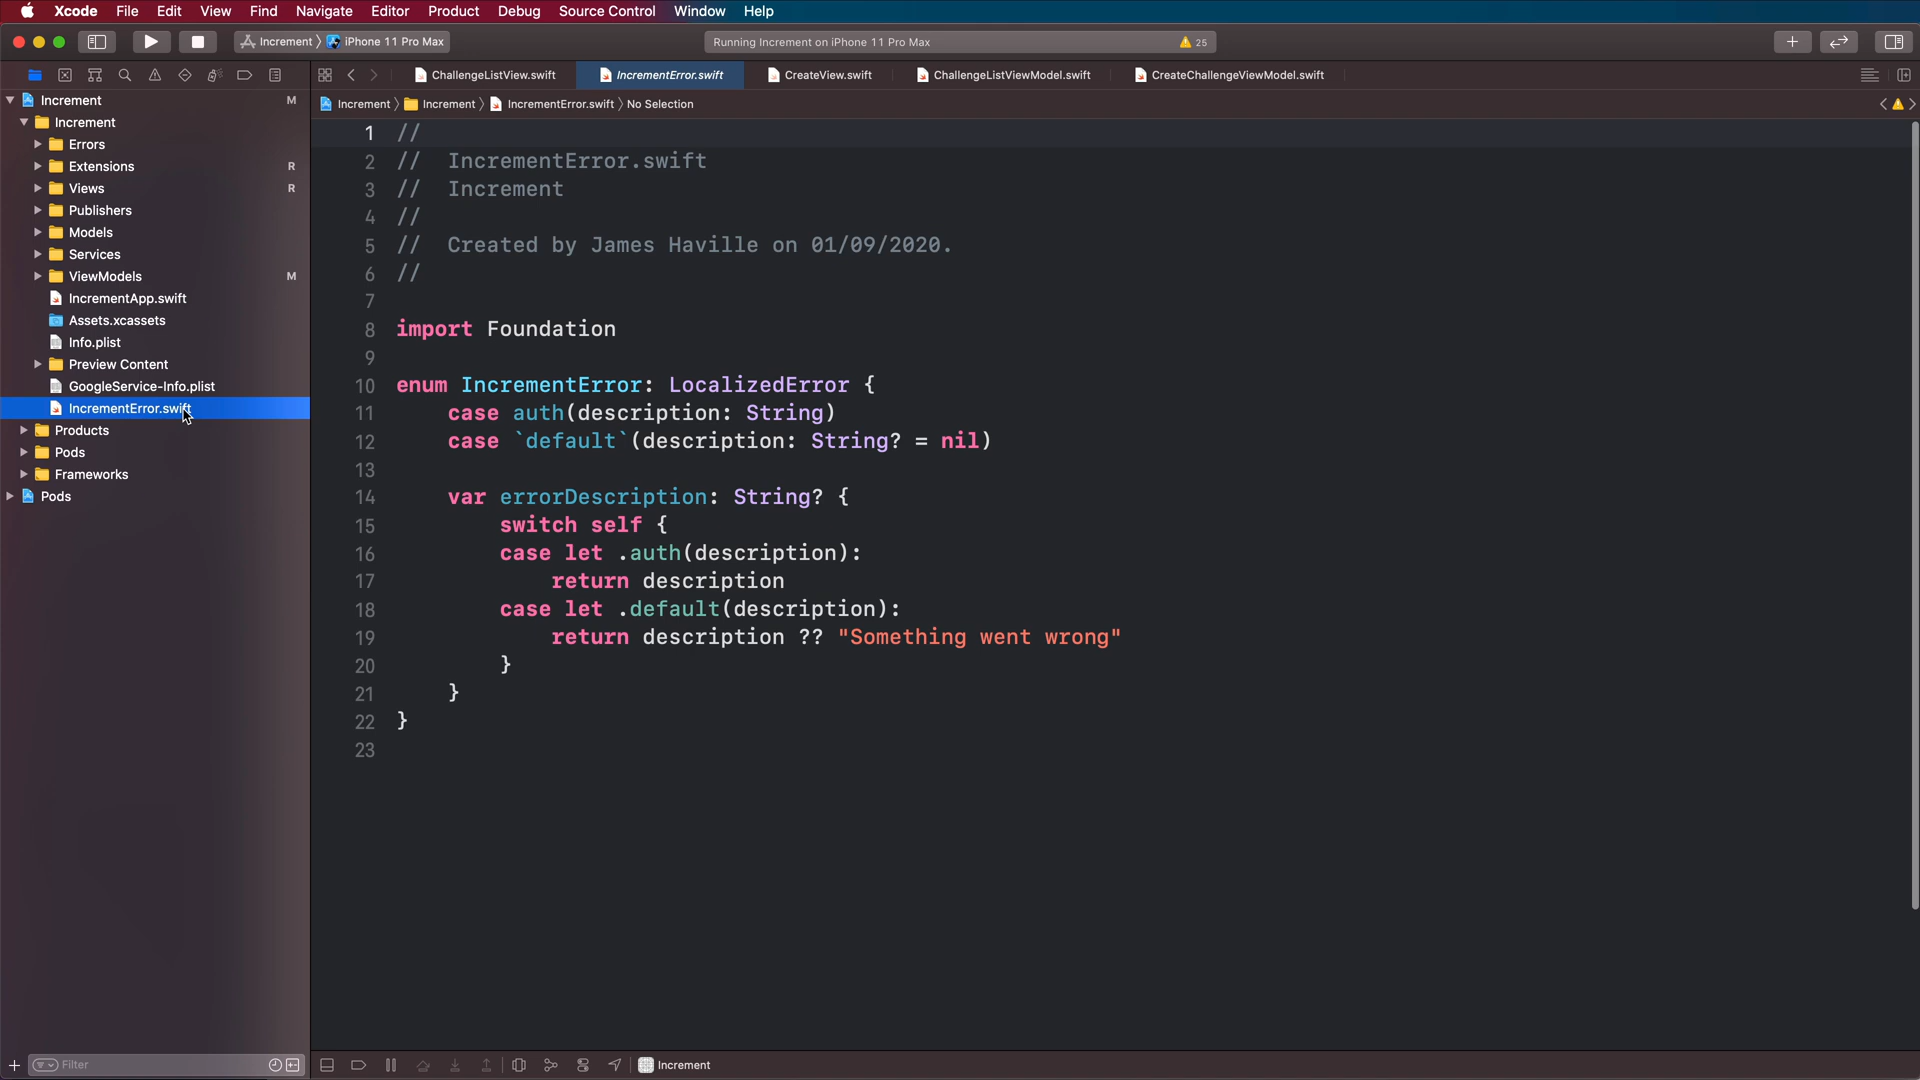 Xcode File Edit View Find Navigate Editor Product Debug Source Control Window Help
Increment iPhone 11 Pro Max
Running Increment on iPhone 11 Pro Max 25
ChallengeListView.swift IncrementError.swift CreateView.swift ChallengeListViewModel.swift CreateChallengeViewModel.swift
Increment Increment IncrementError.swift No Selection
Increment M
Increment
Errors
Extensions R
Views R
Publishers
Models
Services
ViewModels M
IncrementApp.swift
Assets.xcassets
Info.plist
Preview Content
GoogleService-Info.plist
IncrementError.swift
Products
Pods
Frameworks
Pods
1 //
2 //  IncrementError.swift
3 //  Increment
4 //
5 //  Created by James Haville on 01/09/2020.
6 //
7
8 import Foundation
9
10 enum IncrementError: LocalizedError {
11     case auth(description: String)
12     case `default`(description: String? = nil)
13
14     var errorDescription: String? {
15         switch self {
16         case let .auth(description):
17             return description
18         case let .default(description):
19             return description ?? "Something went wrong"
20         }
21     }
22 }
23
Filter
Increment